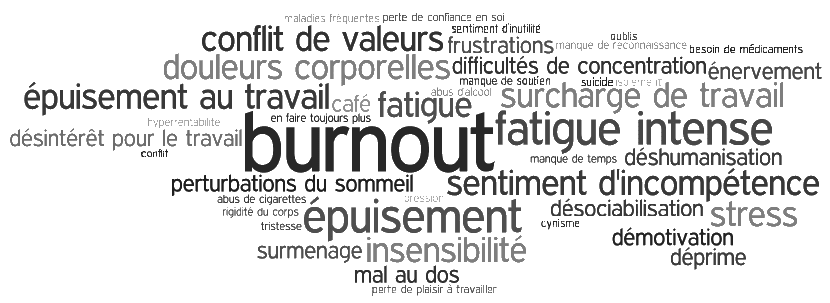 maladies fréquentes perte de confiance en soi
sentiment d'inutilité
oublis
conflit de valeurs frustrations manque de reconnaissance besoin de médicaments
douleurs corporelles difficultés de concentration énervement
manque de soutien suicide isolement
épuisement au travail café fatigue abus d'alcool surcharge de travail
hyperrentabilité en faire toujours plus
désintérêt pour le travail burnout fatigue intense
conflit manque de temps déshumanisation
perturbations du sommeil sentiment d'incompétence
abus de cigarettes pression
rigidité du corps épuisement désociabilisation stress
tristesse cynisme
surmenage insensibilité démotivation
déprime
mal au dos
perte de plaisir à travailler